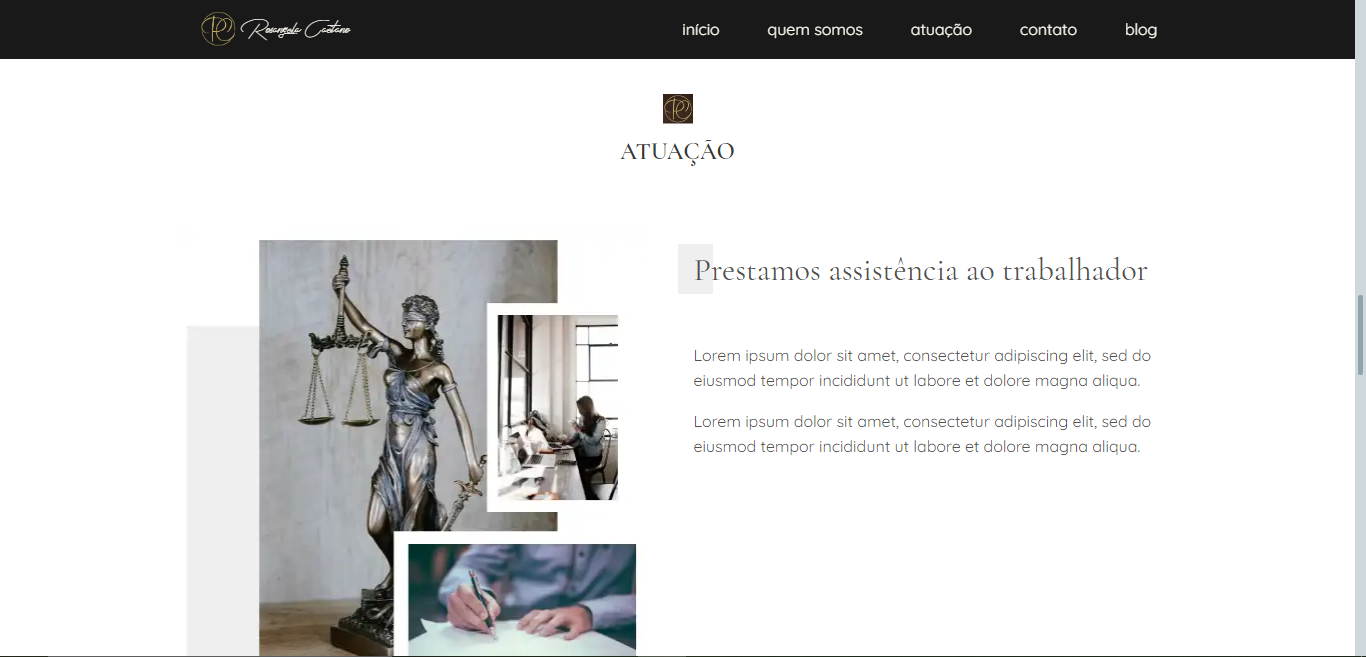 Rosangela Caetano
início quem somos atuação contato blog
ATUAÇÃO
Prestamos assistência ao trabalhador
Lorem ipsum dolor sit amet, consectetur adipiscing elit, sed do
eiusmod tempor incididunt ut labore et dolore magna aliqua.
Lorem ipsum dolor sit amet, consectetur adipiscing elit, sed do
eiusmod tempor incididunt ut labore et dolore magna aliqua.